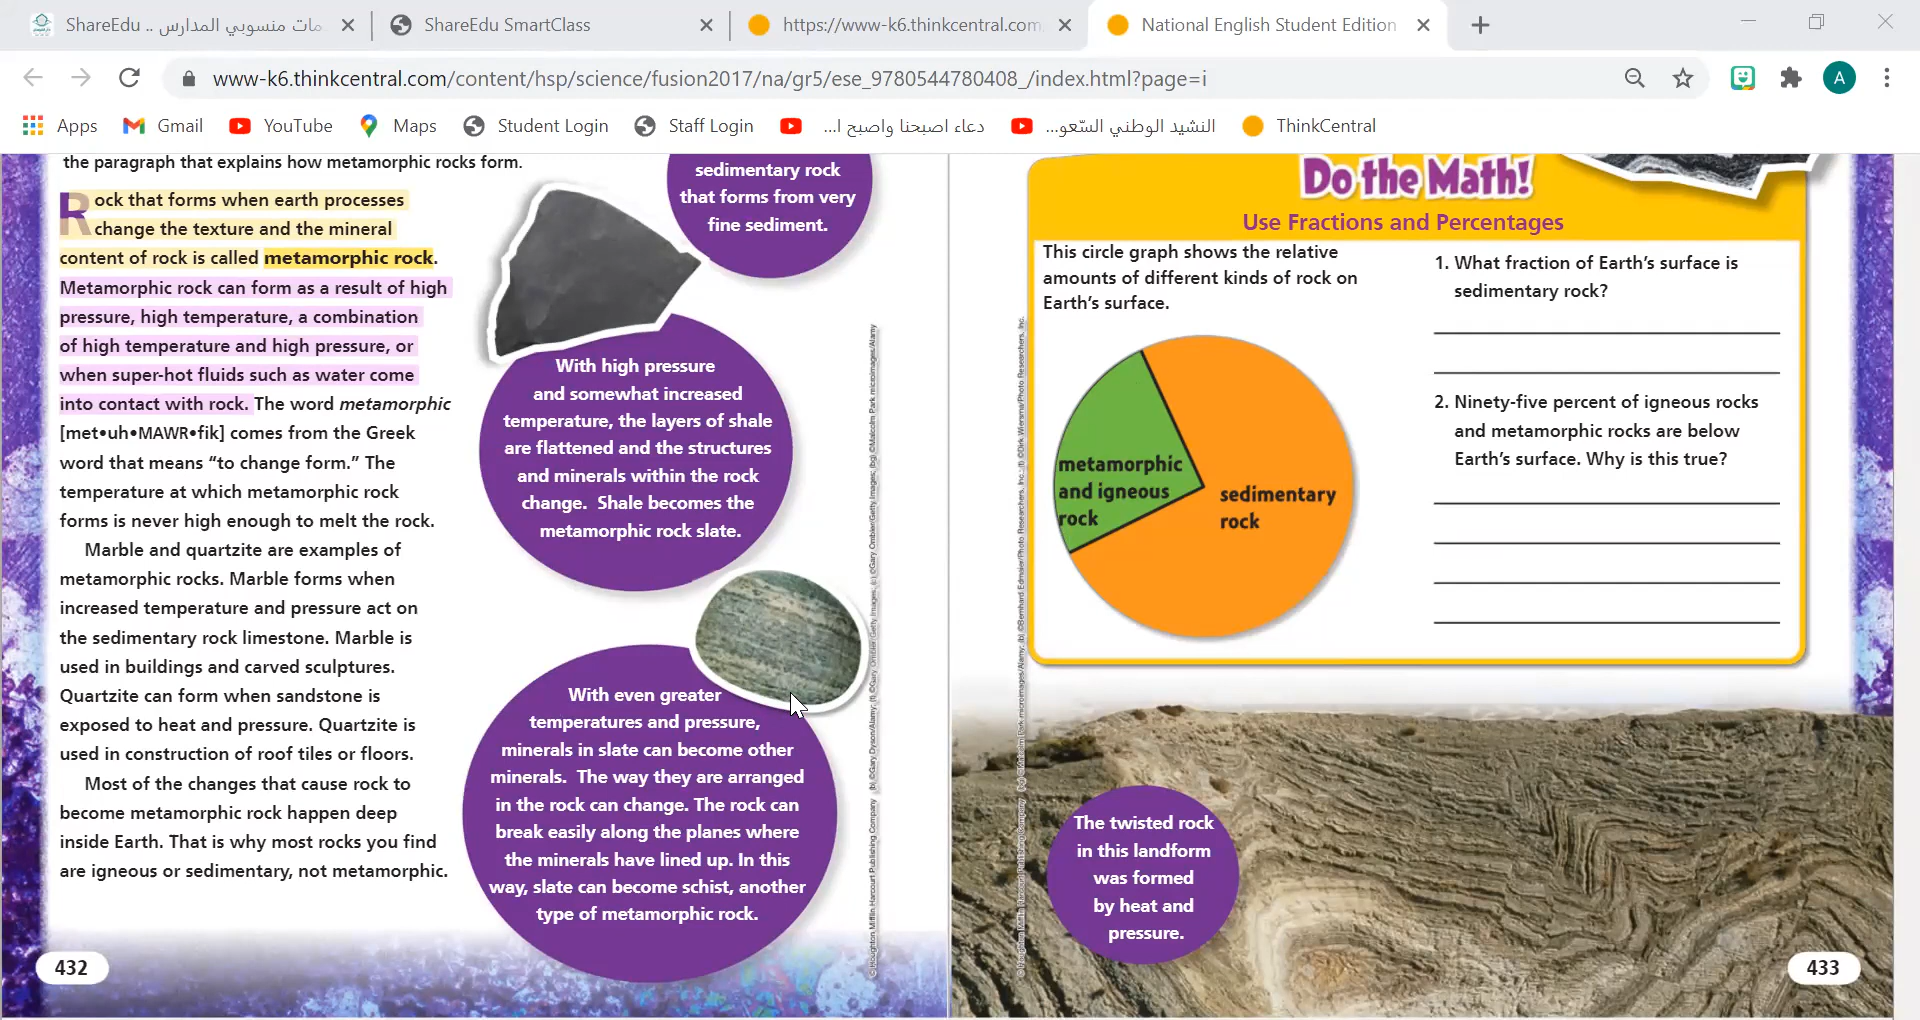 ShareEdu .. مات منسوبي المدارس
ShareEdu SmartClass
https://www-k6.thinkcentral.com
National English Student Edition
www-k6.thinkcentral.com/content/hsp/science/fusion2017/na/gr5/ese_9780544780408_/index.html?page=i
A
Apps
Gmail
YouTube
Maps
Student Login
Staff Login
دعاء اصبحنا واصبح ا...
النشيد الوطني السّعو...
ThinkCentral
the paragraph that explains how metamorphic rocks form.
Rock that forms when earth processes
change the texture and the mineral
content of rock is called metamorphic rock.
Metamorphic rock can form as a result of high
pressure, high temperature, a combination
of high temperature and high pressure, or
when super-hot fluids such as water come
into contact with rock. The word metamorphic
[met•uh•MAWR•fik] comes from the Greek
word that means “to change form.” The
temperature at which metamorphic rock
forms is never high enough to melt the rock.
Marble and quartzite are examples of
metamorphic rocks. Marble forms when
increased temperature and pressure act on
the sedimentary rock limestone. Marble is
used in buildings and carved sculptures.
Quartzite can form when sandstone is
exposed to heat and pressure. Quartzite is
used in construction of roof tiles or floors.
Most of the changes that cause rock to
become metamorphic rock happen deep
inside Earth. That is why most rocks you find
are igneous or sedimentary, not metamorphic.
432
sedimentary rock
that forms from very
fine sediment.
With high pressure
and somewhat increased
temperature, the layers of shale
are flattened and the structures
and minerals within the rock
change. Shale becomes the
metamorphic rock slate.
With even greater
temperatures and pressure,
minerals in slate can become other
minerals. The way they are arranged
in the rock can change. The rock can
break easily along the planes where
the minerals have lined up. In this
way, slate can become schist, another
type of metamorphic rock.
Do the Math!
Use Fractions and Percentages
This circle graph shows the relative
amounts of different kinds of rock on
Earth’s surface.
metamorphic
and igneous
rock
sedimentary
rock
1. What fraction of Earth’s surface is
sedimentary rock?
2. Ninety-five percent of igneous rocks
and metamorphic rocks are below
Earth’s surface. Why is this true?
The twisted rock
in this landform
was formed
by heat and
pressure.
433